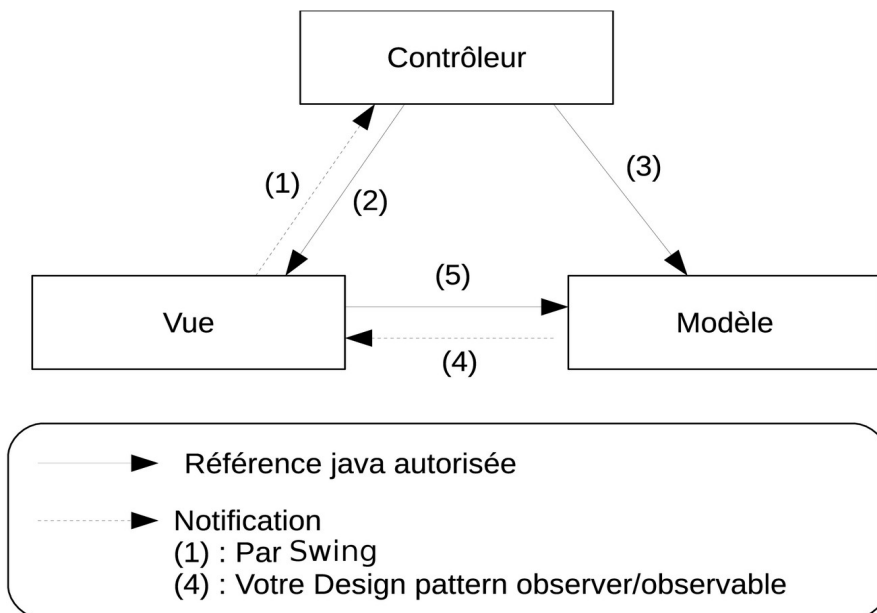 Contrôleur
(1)
(2)
(3)
(5)
Vue
Modèle
(4)
Référence java autorisée
Notification
(1) : Par Swing
(4) : Votre Design pattern observer/observable